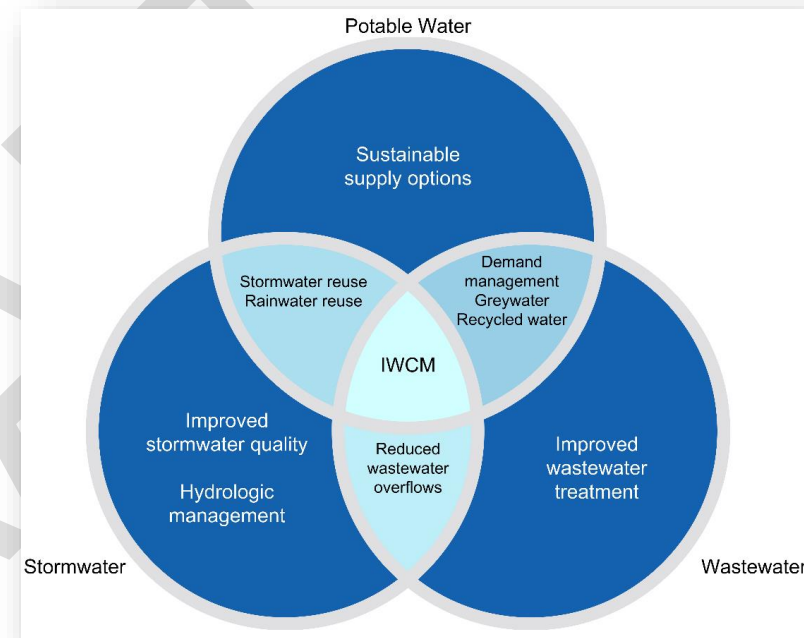 Potable Water
Sustainable
supply options
Stormwater reuse
Rainwater reuse
Demand
management
Greywater
Recycled water
IWCM
Improved
stormwater quality
Hydrologic
management
Reduced
wastewater
overflows
Improved
wastewater
treatment
Stormwater
Wastewater